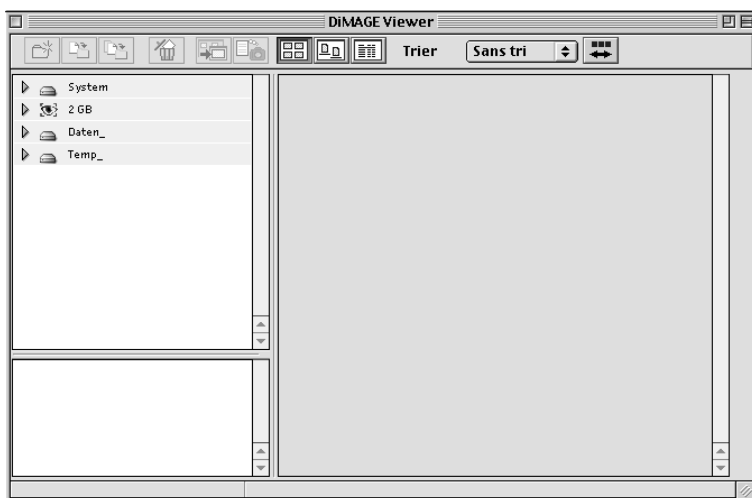 DiMAGE Viewer
Trier Sans tri
System
2 GB
Daten_
Temp_